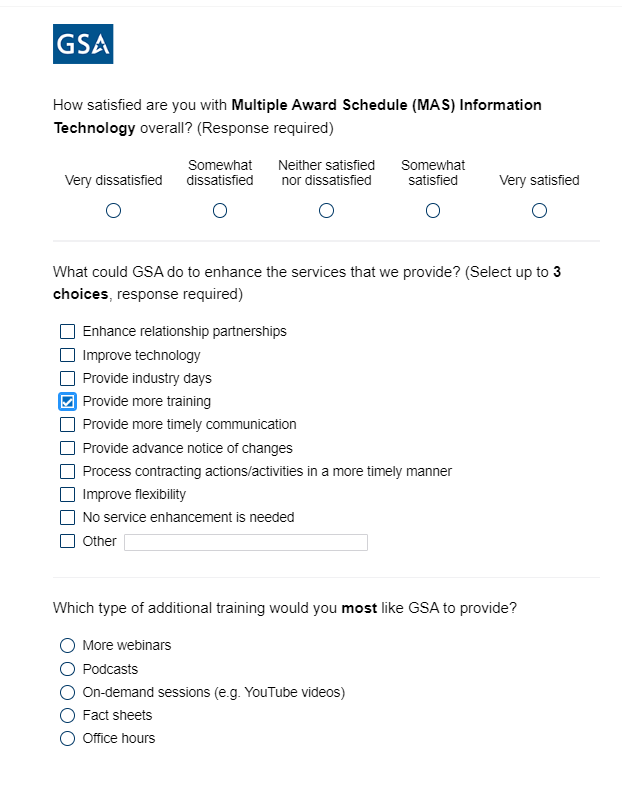 GSA
How satisfied are you with Multiple Award Schedule (MAS) Information
Technology overall? (Response required)
Very dissatisfied
Somewhat
dissatisfied
Neither satisfied
nor dissatisfied
Somewhat
satisfied
Very satisfied
What could GSA do to enhance the services that we provide? (Select up to 3
choices, response required)
Enhance relationship partnerships
Improve technology
Provide industry days
Provide more training
Provide more timely communication
Provide advance notice of changes
Process contracting actions/activities in a more timely manner
Improve flexibility
No service enhancement is needed
Other
Which type of additional training would you most like GSA to provide?
More webinars
Podcasts
On-demand sessions (e.g. YouTube videos)
Fact sheets
Office hours